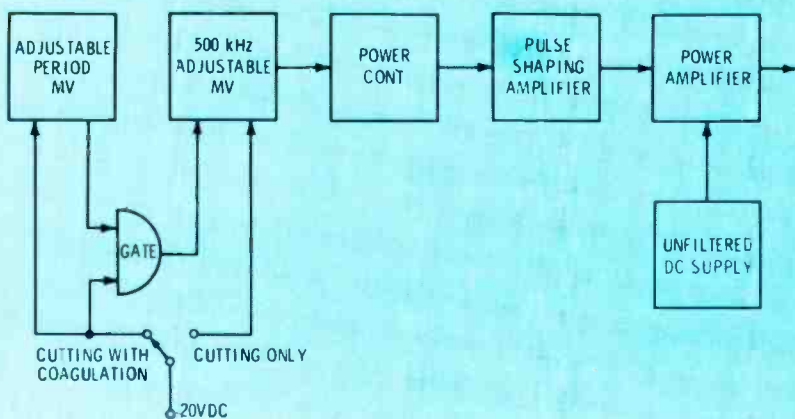 ADJUSTABLE
PERIOD
MV
500 kHz
ADJUSTABLE
MV
POWER
CONT
PULSE
SHAPING
AMPLIFIER
POWER
AMPLIFIER
GATE
UNFILTERED
DC SUPPLY
CUTTING WITH
COAGULATION
CUTTING ONLY
20VDC